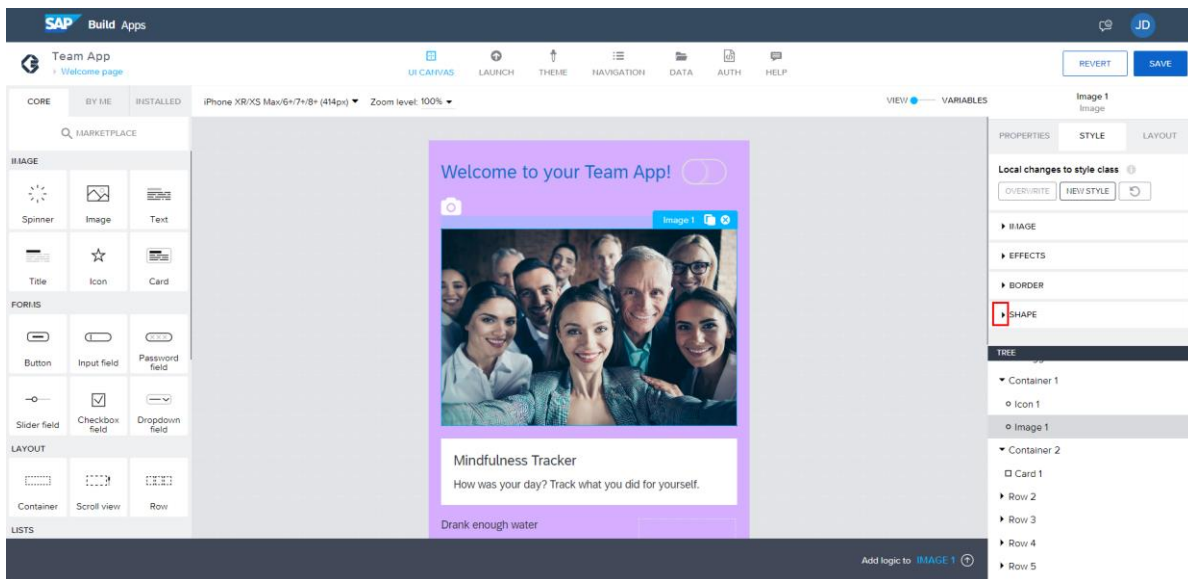 SAP Build Apps
JD
Team App
Welcome page
UI CANVAS
LAUNCH
THEME
NAVIGATION
DATA
AUTH
HELP
REVERT
SAVE
CORE
BY ME
INSTALLED
iPhone XR/XS Max/6+/7+/8+ (414px)
Zoom level: 100%
VIEW
VARIABLES
Image 1
Image
MARKETPLACE
PROPERTIES
STYLE
LAYOUT
IMAGE
Spinner
Image
Text
Title
Icon
Card
FORMS
Button
Input field
Password field
Slider field
Checkbox field
Dropdown field
LAYOUT
Container
Scroll view
Row
LISTS
Welcome to your Team App!
Image 1
Mindfulness Tracker
How was your day? Track what you did for yourself.
Drank enough water
Local changes to style class
OVERWRITE
NEW STYLE
IMAGE
EFFECTS
BORDER
SHAPE
TREE
Container 1
Icon 1
Image 1
Container 2
Card 1
Row 2
Row 3
Row 4
Row 5
Add logic to IMAGE 1